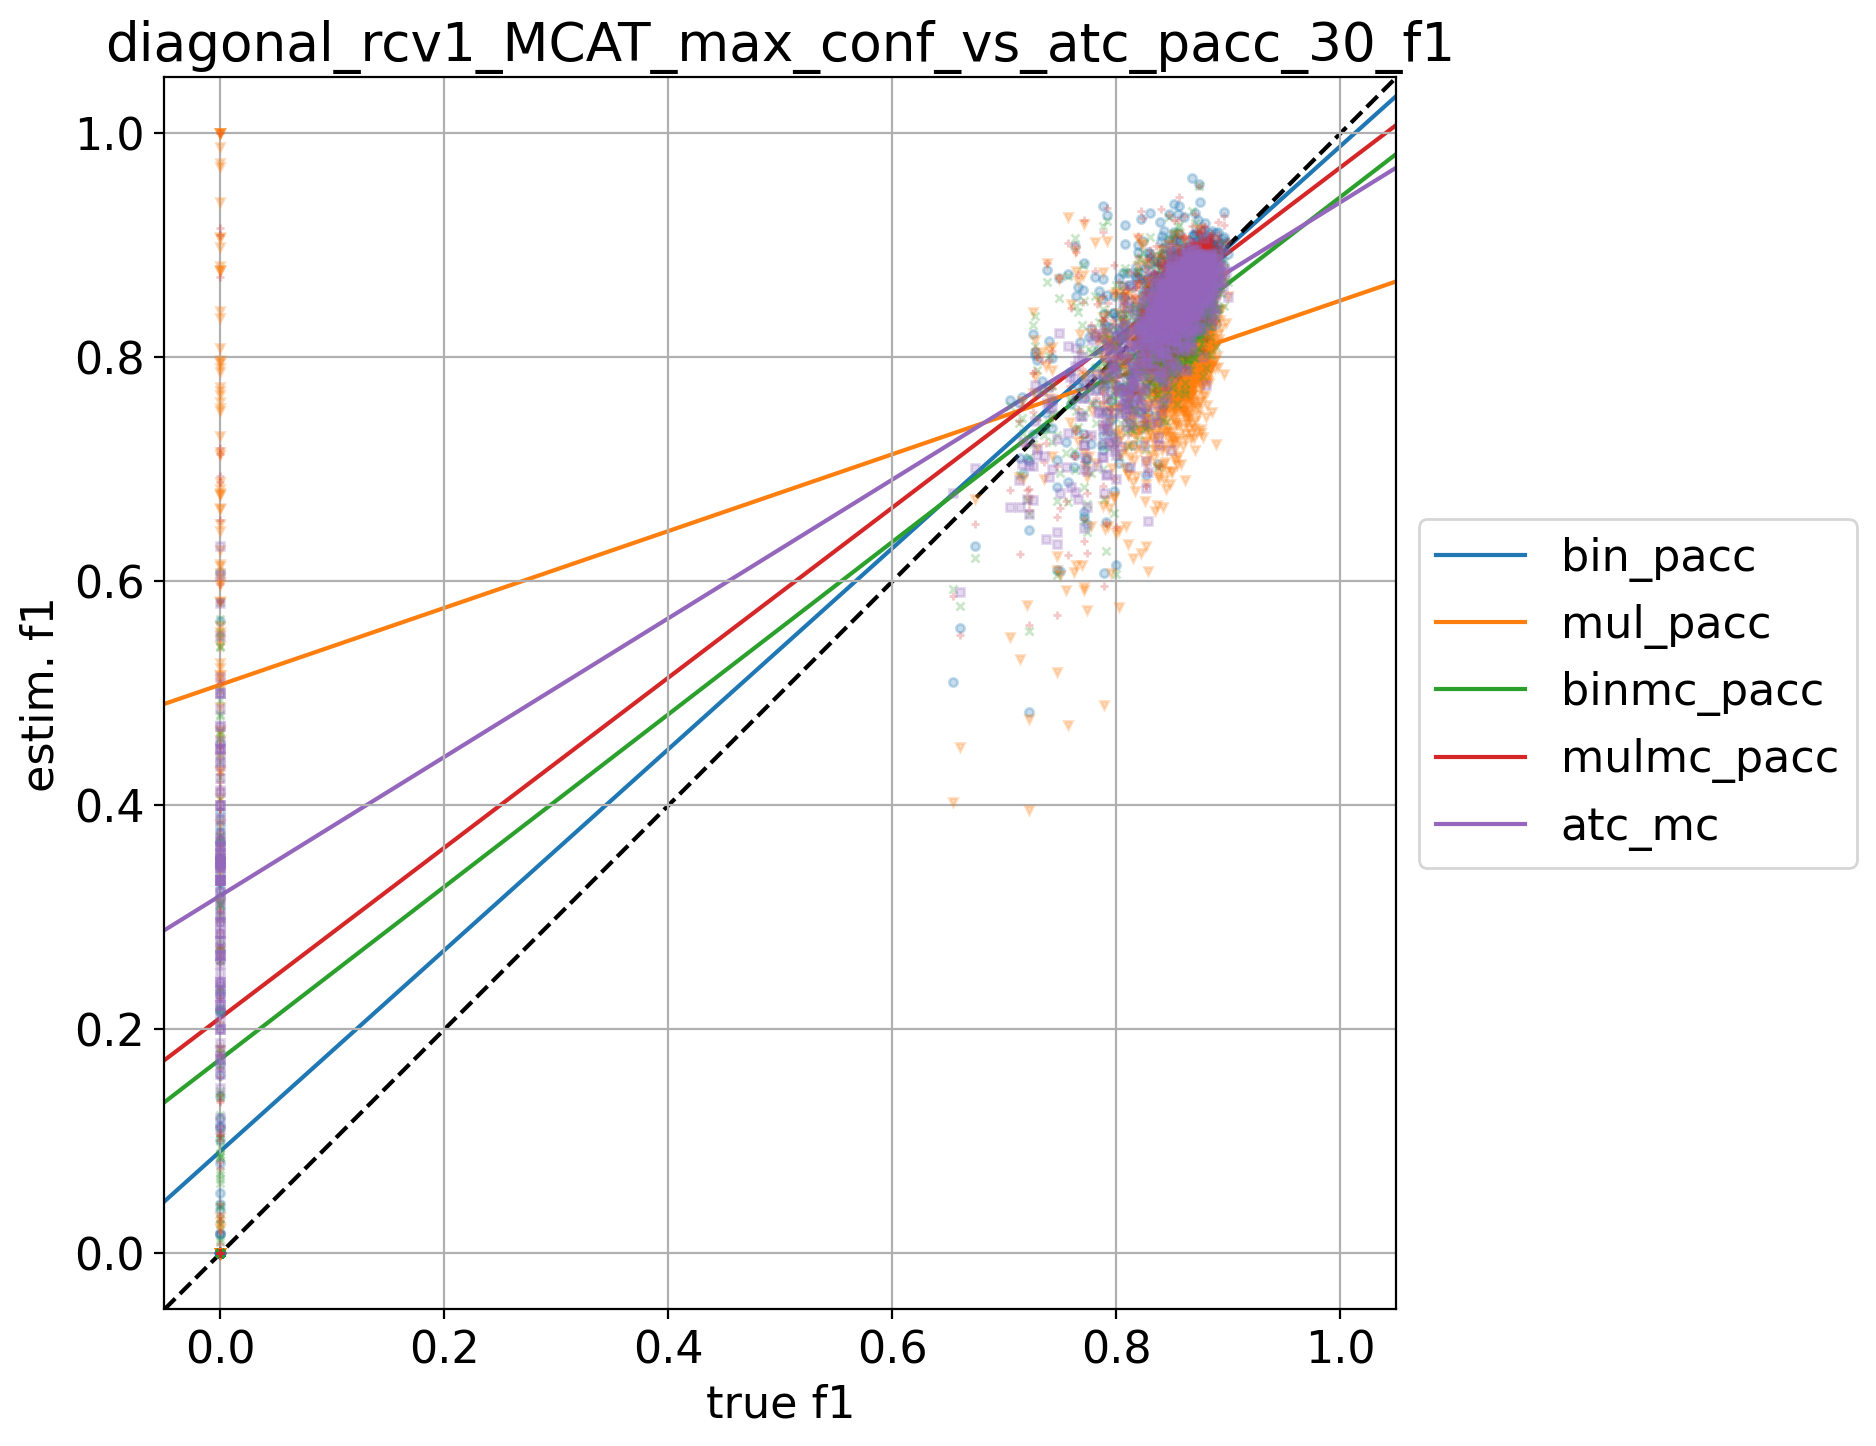 diagonal_rcv1_MCAT_max_conf_vs_atc_pacc_30_f1
1.0
0.8
0.6
0.4
0.2
0.0
estim. f1
0.0 0.2 0.4 0.6 0.8 1.0
true f1
bin_pacc
mul_pacc
binmc_pacc
mulmc_pacc
atc_mc